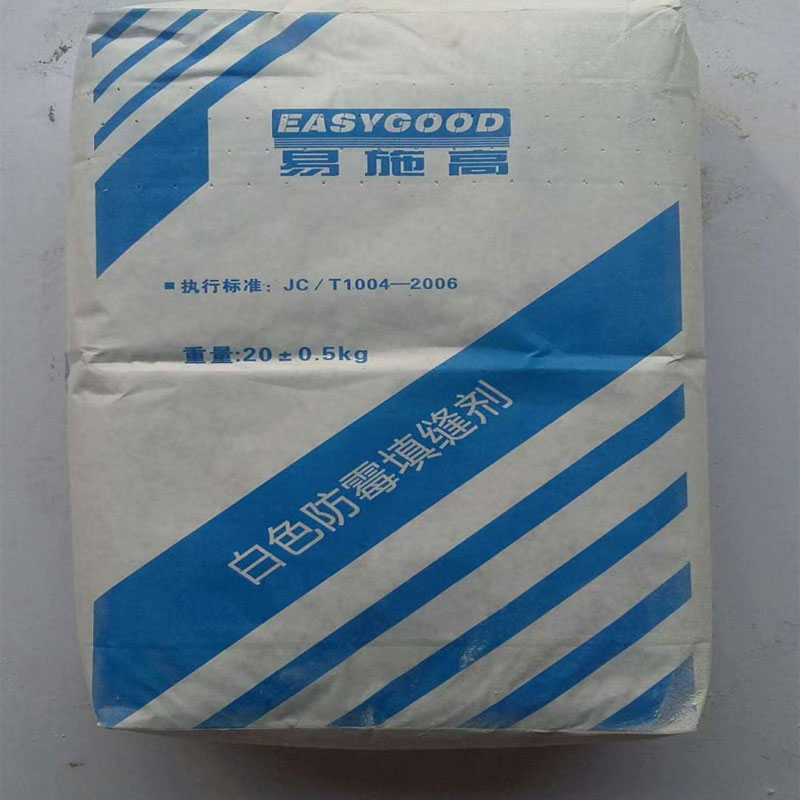 EASYGOOD
易施高
■执行标准：JC/T1004—2006
重量:20±0.5kg
白色防霉填缝剂